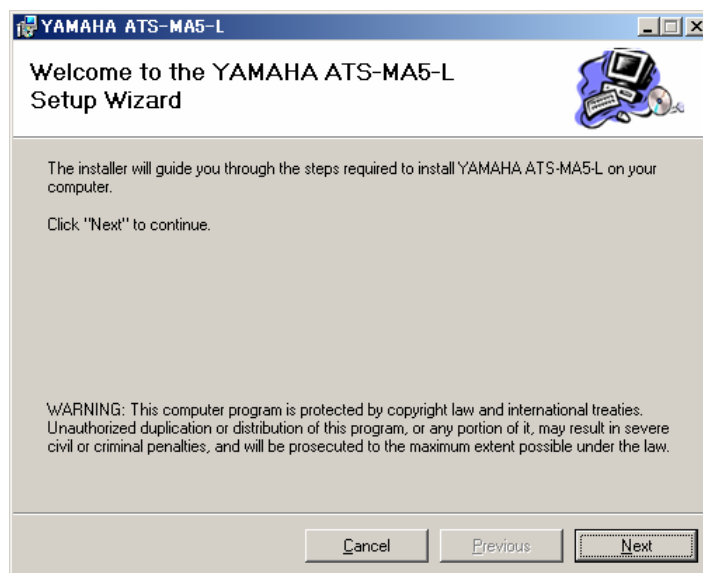 YAMAHA ATS-MA5-L
Welcome to the YAMAHA ATS-MA5-L
Setup Wizard
The installer will guide you through the steps required to install YAMAHA ATS-MA5-L on your
computer.
Click "Next" to continue.
WARNING: This computer program is protected by copyright law and international treaties.
Unauthorized duplication or distribution of this program, or any portion of it, may result in severe
civil or criminal penalties, and will be prosecuted to the maximum extent possible under the law.
Cancel
Previous
Next